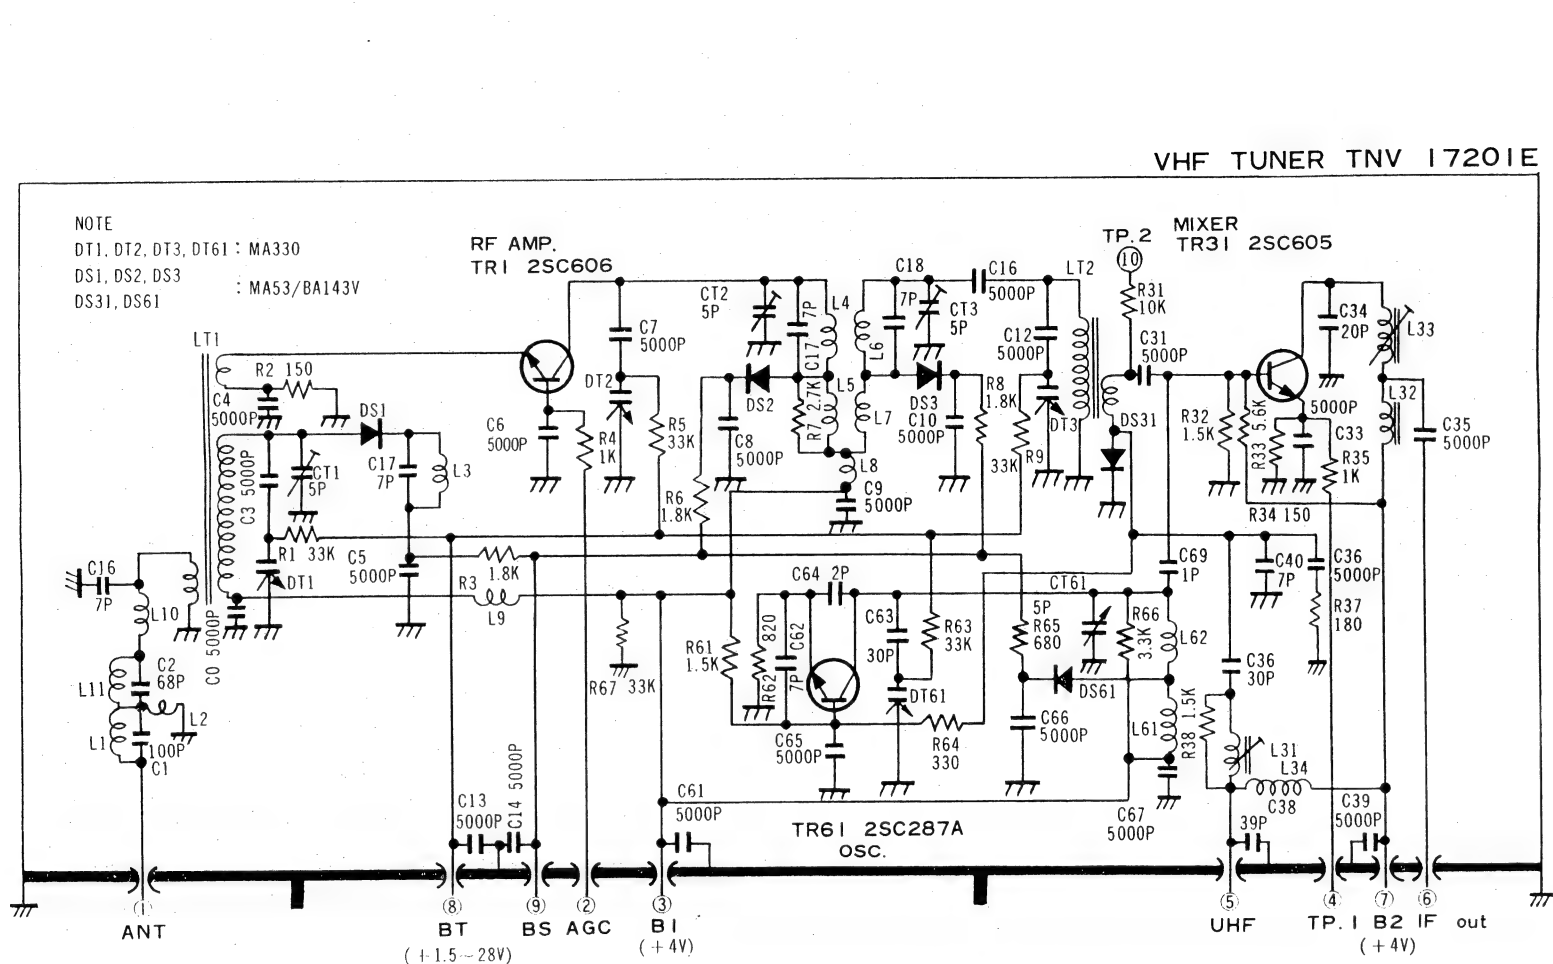 VHF TUNER TNV 17201E
NOTE
DT1, DT2, DT3, DT61 : MA330
DS1, DS2, DS3
DS31, DS61
: MA53/BA143V
RF AMP.
TR1 2SC606
MIXER
TR31 2SC605
TP.2
10
LT1
R2 150
C4
5000P
DS1
C3 5000P
CT1
5P
C17
7P
L3
R1 33K
DT1
C5
5000P
1.8K
R3
L9
C16
7P
L10
C0 5000P
C2
68P
L11
L2
L1
100P
C1
C6
5000P
R4
1K
C7
5000P
DT2
R5
33K
R6
1.8K
CT2
5P
7P
C17
L4
DS2
L5
R7 2.7K
C8
5000P
L6
L7
L8
C9
5000P
C18
7P
CT3
5P
C16
5000P
DS3
C10
5000P
R8
1.8K
33K
R9
C12
5000P
DT3
LT2
R31
10K
C31
5000P
DS31
R32
1.5K
R33 5.6K
R34 150
5000P
C33
R35
1K
C34
20P
L33
L32
C35
5000P
C69
1P
C40
7P
C36
5000P
R37
180
C64 2P
CT61
5P
R65
680
R66
3.3K
L62
DS61
L61
C66
5000P
C67
5000P
R61
1.5K
R62 820
C62
7P
C63
30P
R63
33K
DT61
R64
330
C65
5000P
R67 33K
TR61 2SC287A
OSC.
C36
30P
R38 1.5K
L31
L34
C38
39P
C39
5000P
C13
5000P
C14 5000P
C61
5000P
1
ANT
8
BT
(+1.5~28V)
9
BS
2
AGC
3
B1
(+4V)
5
UHF
4
TP.1
7
B2
(+4V)
6
IF out